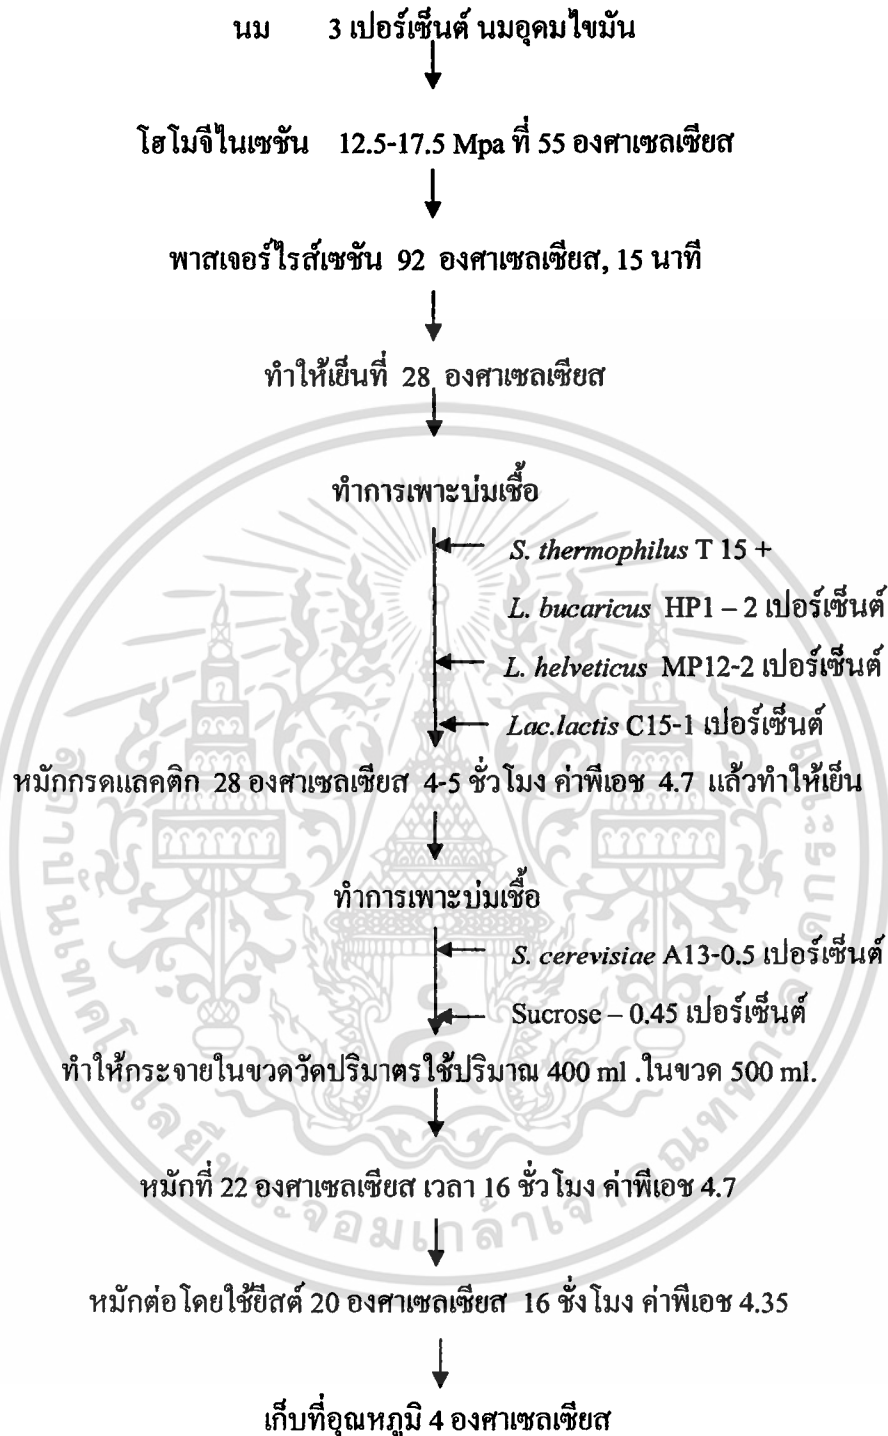 นม 3 เปอร์เซ็นต์ นมอุดมไขมัน
โฮโมจีไนเซชัน 12.5-17.5 Mpa ที่ 55 องศาเซลเซียส
พาสเจอร์ไรส์เซชัน 92 องศาเซลเซียส, 15 นาที
ทำให้เย็นที่ 28 องศาเซลเซียส
ทำการเพาะบ่มเชื้อ
S. thermophilus T 15 +
L. bucaricus HP1 – 2 เปอร์เซ็นต์
L. helveticus MP12-2 เปอร์เซ็นต์
Lac.lactis C15-1 เปอร์เซ็นต์
หมักกรดแลคติก 28 องศาเซลเซียส 4-5 ชั่วโมง ค่าพีเอช 4.7 แล้วทำให้เย็น
ทำการเพาะบ่มเชื้อ
S. cerevisiae A13-0.5 เปอร์เซ็นต์
Sucrose – 0.45 เปอร์เซ็นต์
ทำให้กระจายในขวดวัดปริมาตรใช้ปริมาณ 400 ml .ในขวด 500 ml.
หมักที่ 22 องศาเซลเซียส เวลา 16 ชั่วโมง ค่าพีเอช 4.7
หมักต่อโดยใช้ยีสต์ 20 องศาเซลเซียส 16 ชั่งโมง ค่าพีเอช 4.35
เก็บที่อุณหภูมิ 4 องศาเซลเซียส